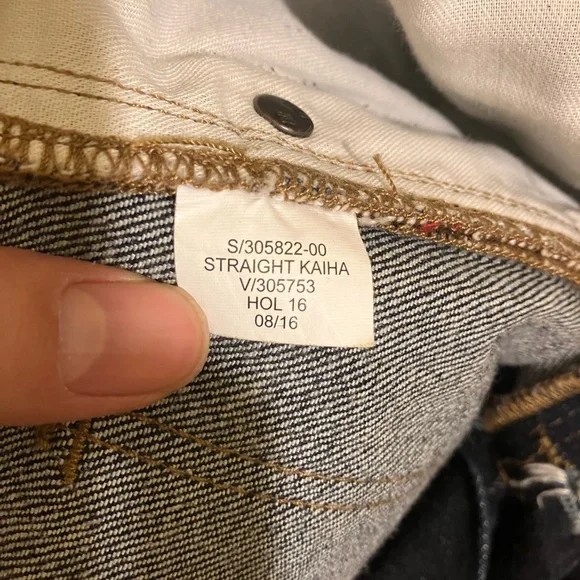 S/305822-00
STRAIGHT KAIHA
V/305753
HOL 16
08/16